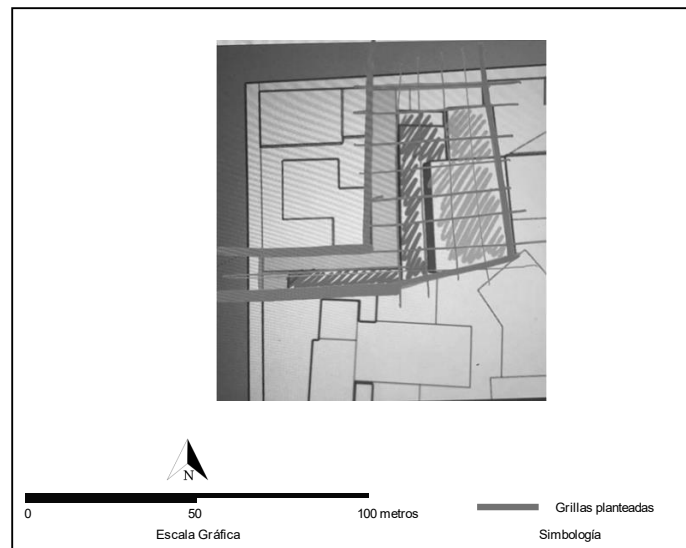 N
0 50 100 metros
Grillas planteadas
Escala Gráfica
Simbología